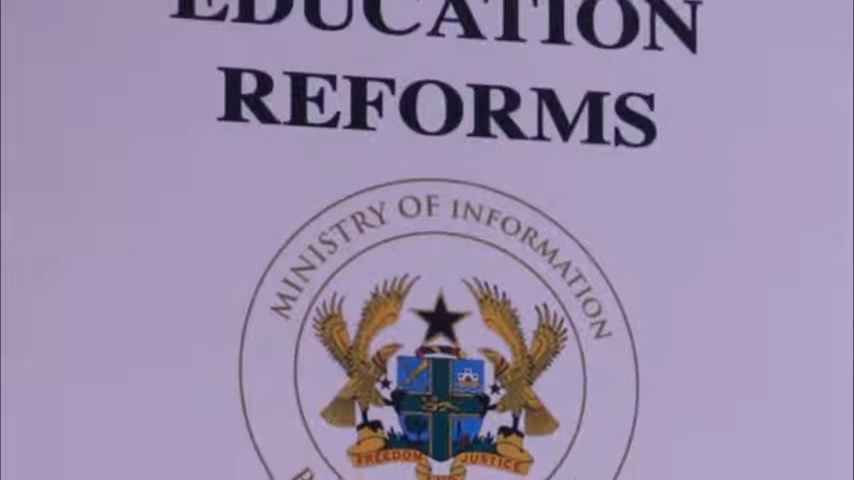 EDUCATION
REFORMS
MINISTRY OF INFORMATION
FREEDOM
JUSTICE